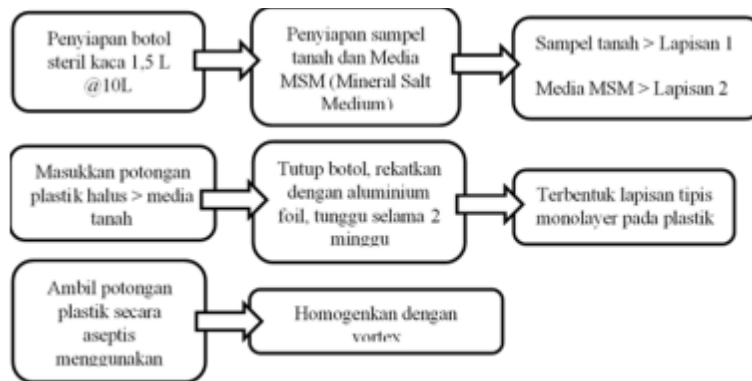 Penyiapan botol
steril kaca 1,5 L
@10L
Penyiapan sampel
tanah dan Media
MSM (Mineral Salt
Medium)
Sampel tanah > Lapisan 1
Media MSM > Lapisan 2
Masukkan potongan
plastik halus > media
tanah
Tutup botol, rekatkan
dengan aluminium
foil, tunggu selama 2
minggu
Terbentuk lapisan tipis
monolayer pada plastik
Ambil potongan
plastik secara
aseptis
menggunakan
Homogenkan dengan
vortex